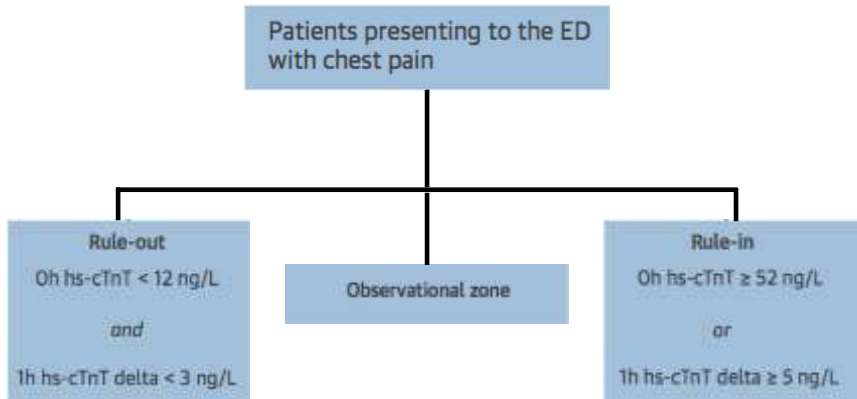 Patients presenting to the ED
with chest pain
Rule-out
0h hs-cTnT < 12 ng/L
and
1h hs-cTnT delta < 3 ng/L
Observational zone
Rule-in
0h hs-cTnT ≥ 52 ng/L
or
1h hs-cTnT delta ≥ 5 ng/L